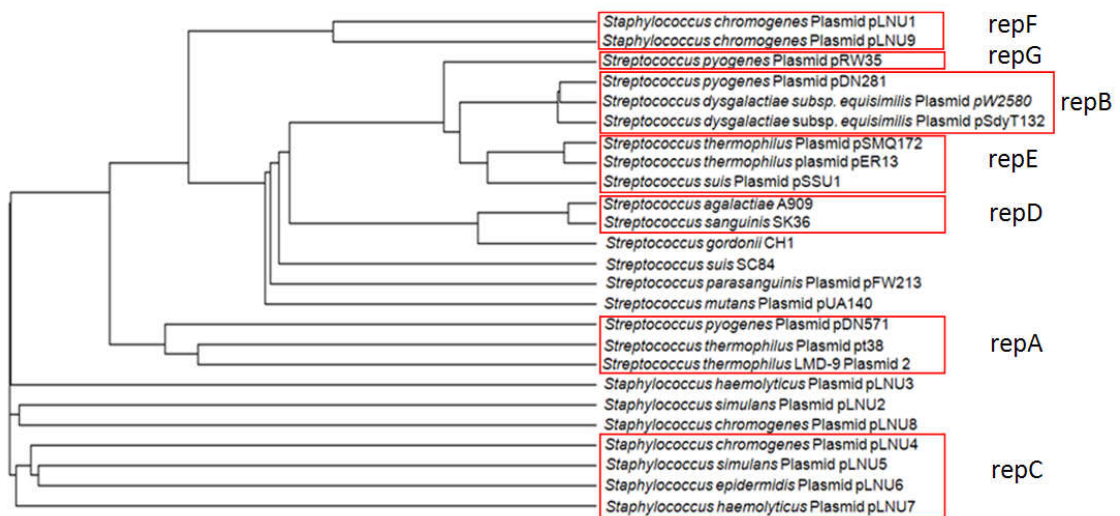 Staphylococcus chromogenes Plasmid pLNU1
Staphylococcus chromogenes Plasmid pLNU9
repF
Streptococcus pyogenes Plasmid pRW35
repG
Streptococcus pyogenes Plasmid pDN281
Streptococcus dysgalactiae subsp. equisimilis Plasmid pW2580
Streptococcus dysgalactiae subsp. equisimilis Plasmid pSdyT132
repB
Streptococcus thermophilus Plasmid pSMQ172
Streptococcus thermophilus plasmid pER13
Streptococcus suis Plasmid pSSU1
repE
Streptococcus agalactiae A909
Streptococcus sanguinis SK36
repD
Streptococcus gordonii CH1
Streptococcus suis SC84
Streptococcus parasanguinis Plasmid pFW213
Streptococcus mutans Plasmid pUA140
Streptococcus pyogenes Plasmid pDN571
Streptococcus thermophilus Plasmid pt38
Streptococcus thermophilus LMD-9 Plasmid 2
repA
Staphylococcus haemolyticus Plasmid pLNU3
Staphylococcus simulans Plasmid pLNU2
Staphylococcus chromogenes Plasmid pLNU8
Staphylococcus chromogenes Plasmid pLNU4
Staphylococcus simulans Plasmid pLNU5
Staphylococcus epidermidis Plasmid pLNU6
Staphylococcus haemolyticus Plasmid pLNU7
repC